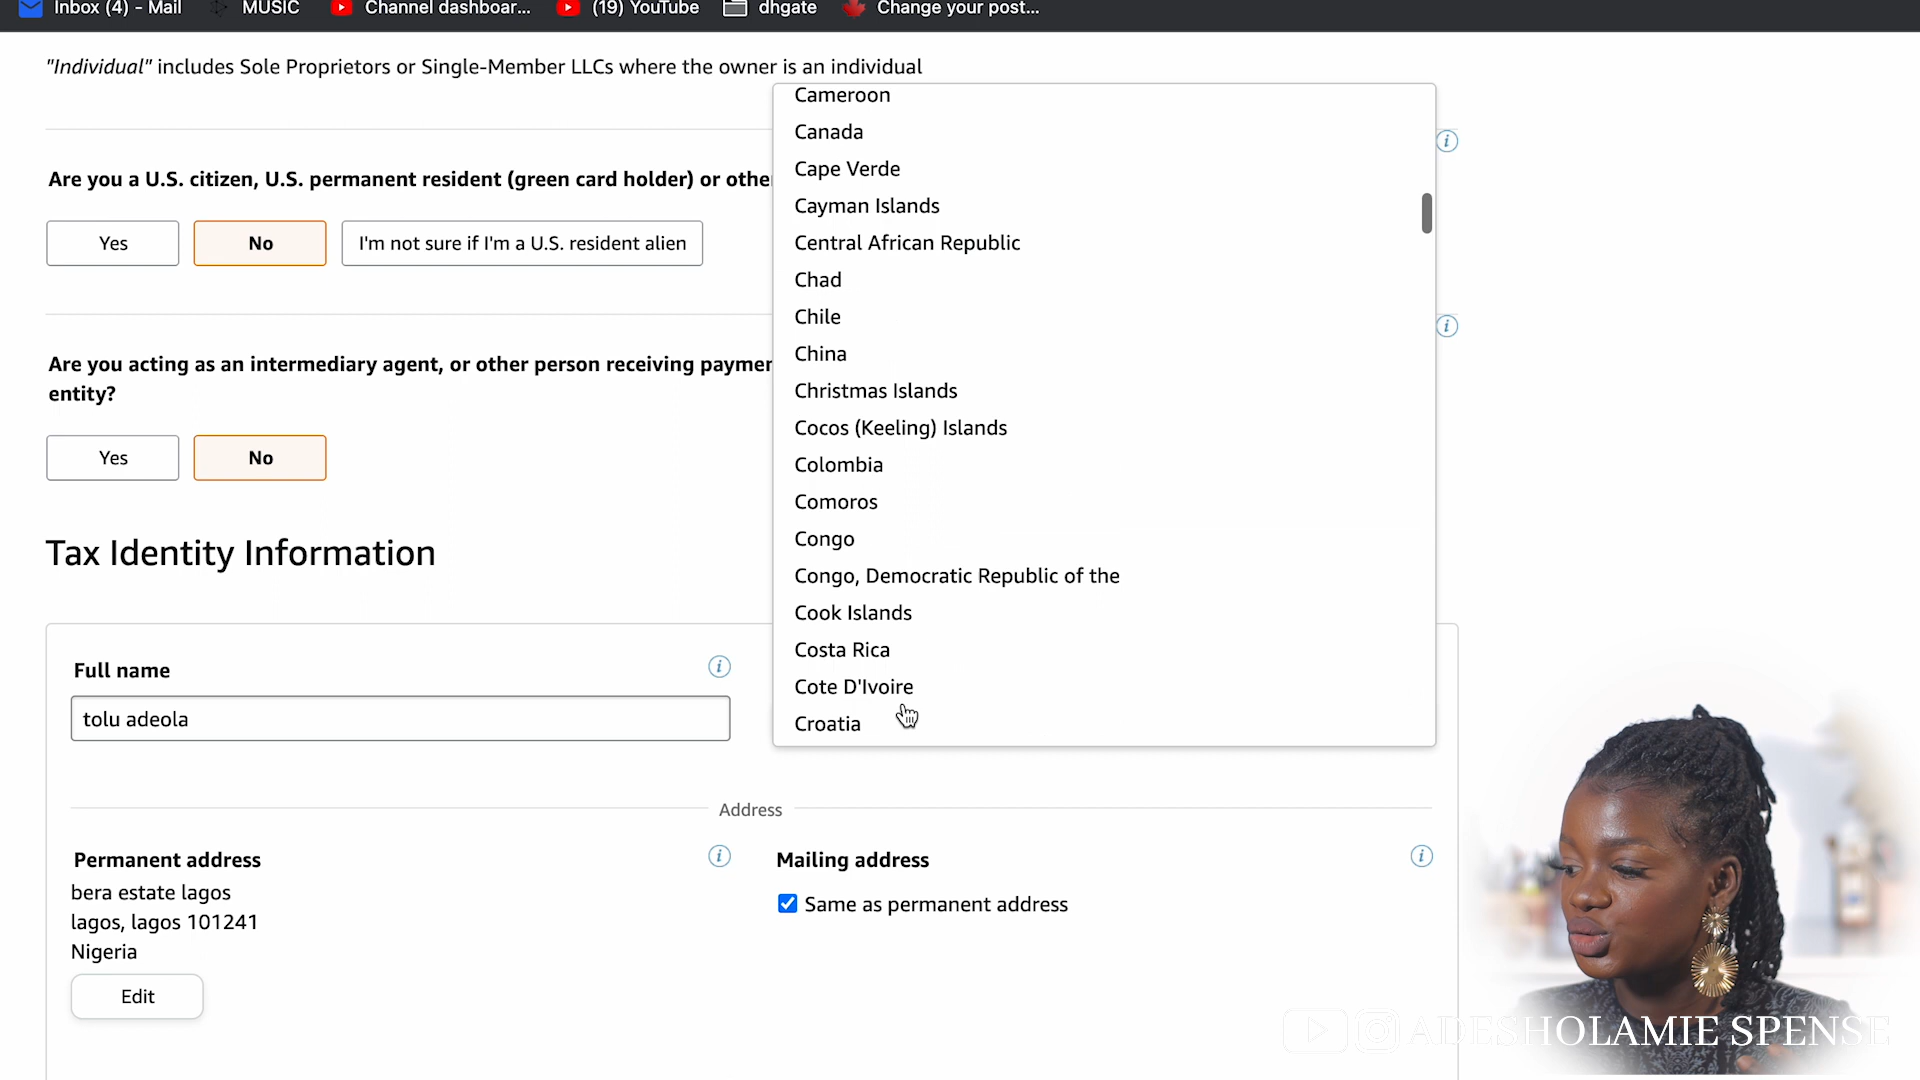 Inbox (4) - Mail
MUSIC
Channel dashboar...
(19) YouTube
dhgate
Change your post...
"Individual" includes Sole Proprietors or Single-Member LLCs where the owner is an individual
Are you a U.S. citizen, U.S. permanent resident (green card holder) or othe
Yes
No
I'm not sure if I'm a U.S. resident alien
Are you acting as an intermediary agent, or other person receiving paymen
entity?
Yes
No
Cameroon
Canada
Cape Verde
Cayman Islands
Central African Republic
Chad
Chile
China
Christmas Islands
Cocos (Keeling) Islands
Colombia
Comoros
Congo
Congo, Democratic Republic of the
Cook Islands
Costa Rica
Cote D'Ivoire
Croatia
Tax Identity Information
Full name
tolu adeola
Address
Permanent address
bera estate lagos
lagos, lagos 101241
Nigeria
Edit
Mailing address
Same as permanent address
ADESHOLAMIE SPENSE